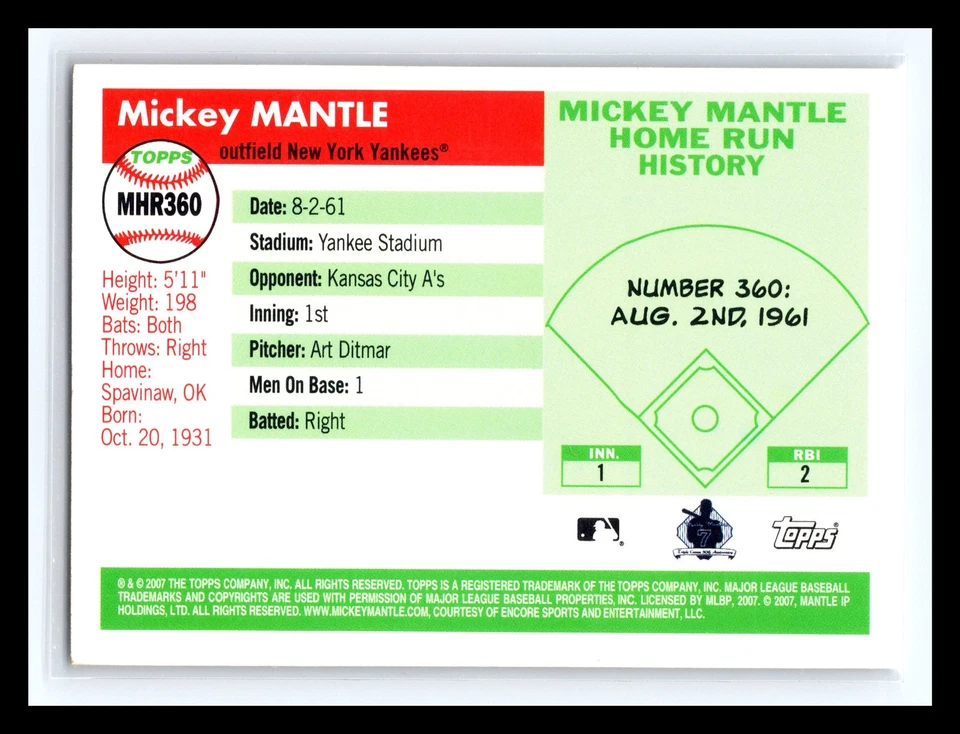 Mickey MANTLE
outfield New York Yankees®
TOPPS
MHR360
Height: 5'11"
Weight: 198
Bats: Both
Throws: Right
Home:
Spavinaw, OK
Born:
Oct. 20, 1931
Date: 8-2-61
Stadium: Yankee Stadium
Opponent: Kansas City A's
Inning: 1st
Pitcher: Art Ditmar
Men On Base: 1
Batted: Right
MICKEY MANTLE
HOME RUN
HISTORY
NUMBER 360:
AUG. 2ND, 1961
INN.
1
RBI
2
7
topps®
® & © 2007 THE TOPPS COMPANY, INC. ALL RIGHTS RESERVED. TOPPS IS A REGISTERED TRADEMARK OF THE TOPPS COMPANY, INC. MAJOR LEAGUE BASEBALL
TRADEMARKS AND COPYRIGHTS ARE USED WITH PERMISSION OF MAJOR LEAGUE BASEBALL PROPERTIES, INC. LICENSED BY MLBP, 2007. © 2007, MANTLE IP
HOLDINGS, LTD. ALL RIGHTS RESERVED. WWW.MICKEYMANTLE.COM, COURTESY OF ENCORE SPORTS AND ENTERTAINMENT, LLC.